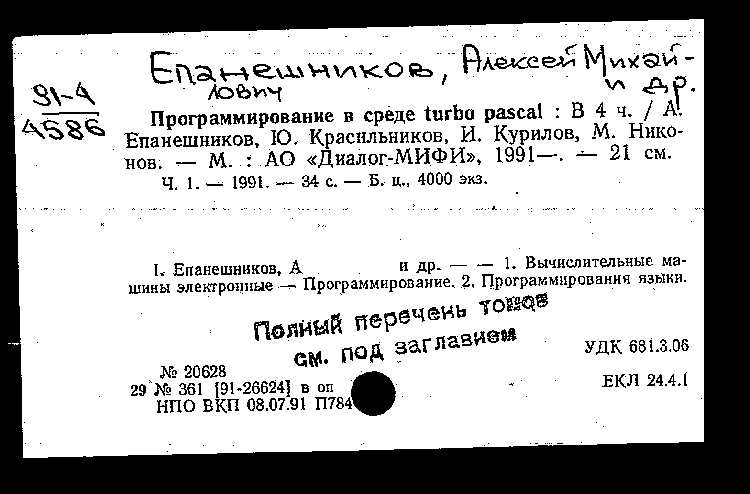 Епанешников, Алексей Михай-
лович и др.
91-4
4586
Программирование в среде turbo pascal : В 4 ч. / А.
Епанешников, Ю. Красильников, И. Курилов, М. Нико-
нов. — М. : АО «Диалог-МИФИ», 1991—. — 21 см.
Ч. 1. — 1991. — 34 с. — Б. ц., 4000 экз.
I. Епанешников, А и др. — — 1. Вычислительные ма-
шины электронные — Программирование. 2. Программирования языки.
Полный перечень томов
см. под заглавием
УДК 681.3.06
№ 20628
29 № 361 [91-26624] в оп
ЕКЛ 24.4.1
НПО ВКП 08.07.91 П784